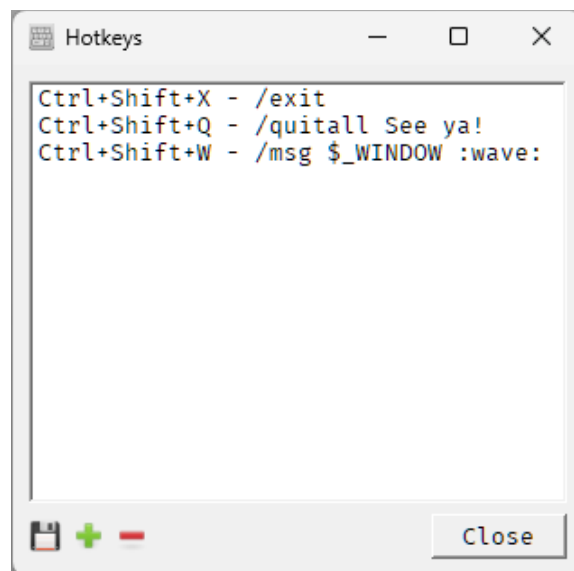 Hotkeys
Ctrl+Shift+X - /exit
Ctrl+Shift+Q - /quitall See ya!
Ctrl+Shift+W - /msg $_WINDOW :wave:
Close